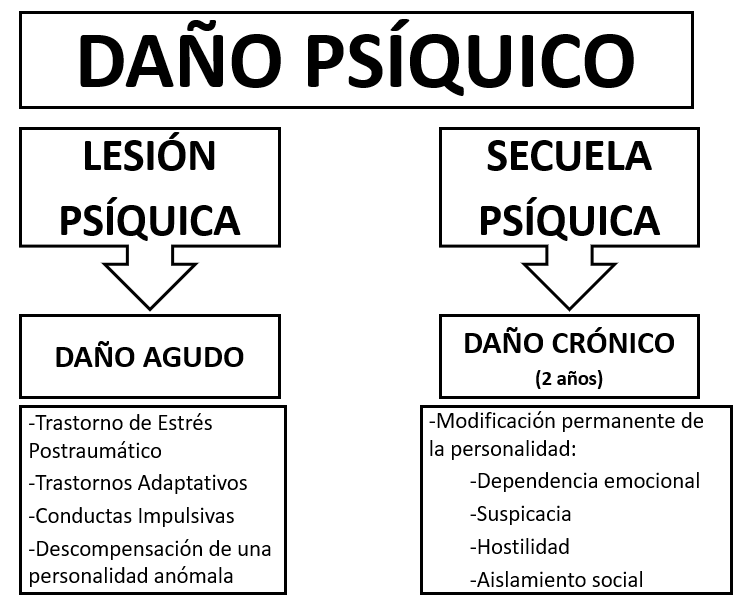 DAÑO PSÍQUICO
LESIÓN
PSÍQUICA
DAÑO AGUDO
-Trastorno de Estrés
Postraumático
-Trastornos Adaptativos
-Conductas Impulsivas
-Descompensación de una
personalidad anómala
SECUELA
PSÍQUICA
DAÑO CRÓNICO
(2 años)
-Modificación permanente de
la personalidad:
-Dependencia emocional
-Suspicacia
-Hostilidad
-Aislamiento social